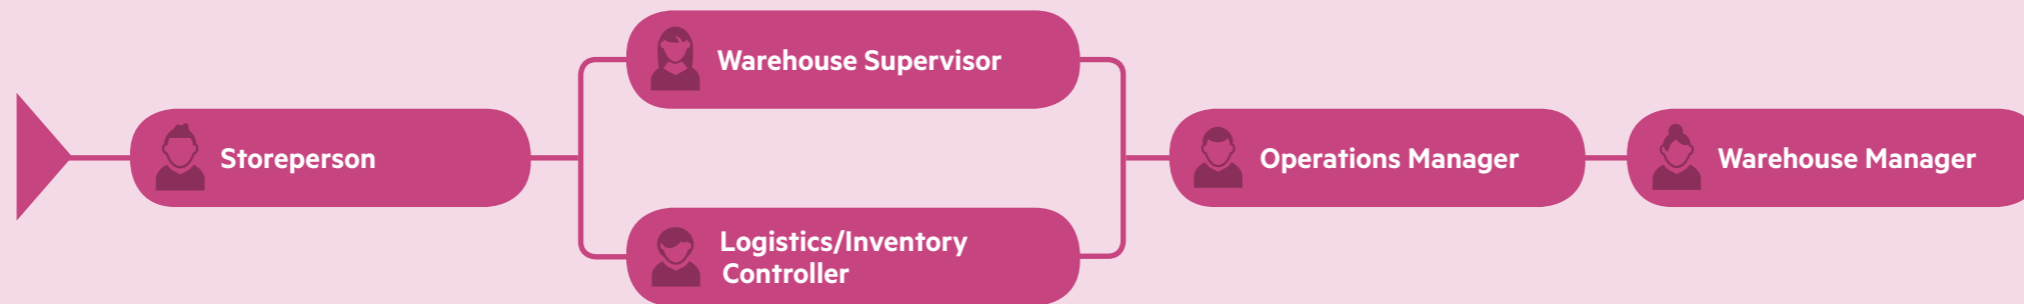 Storeperson
Warehouse Supervisor
Logistics/Inventory
Controller
Operations Manager
Warehouse Manager